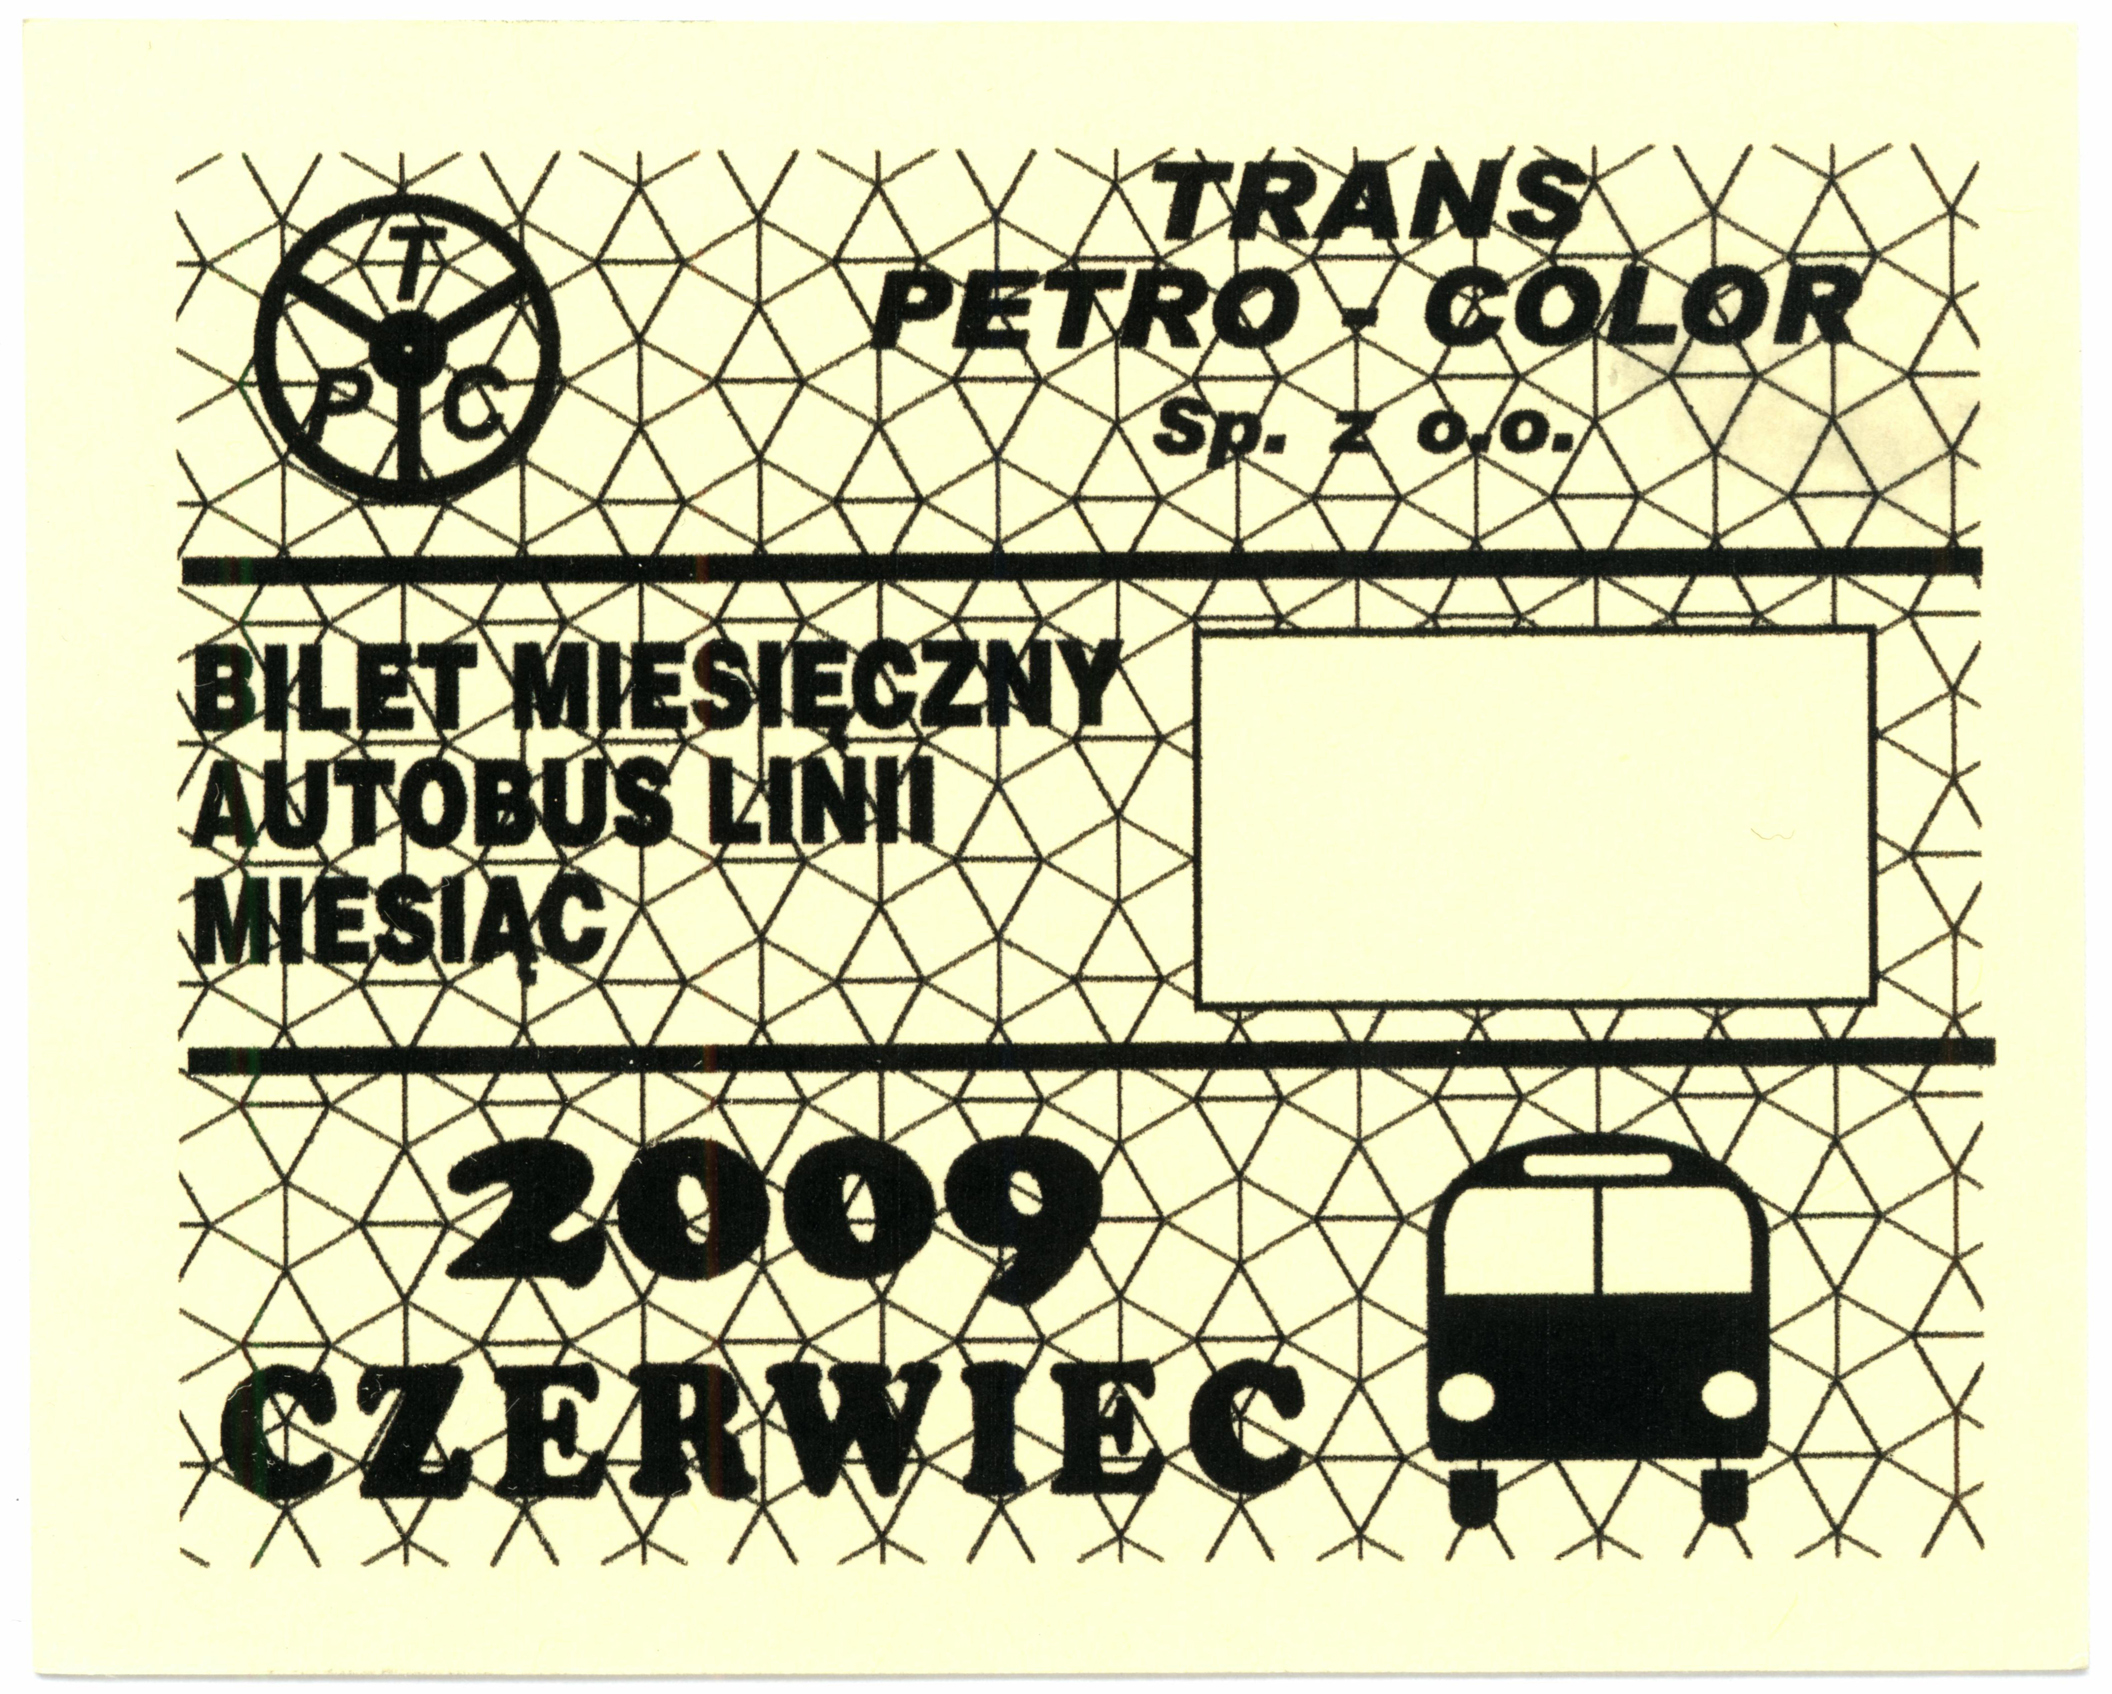 T
P C
TRANS
PETRO - COLOR
Sp. z o.o.
BILET MIESIĘCZNY
AUTOBUS LINII
MIESIĄC
2009
CZERWIEC